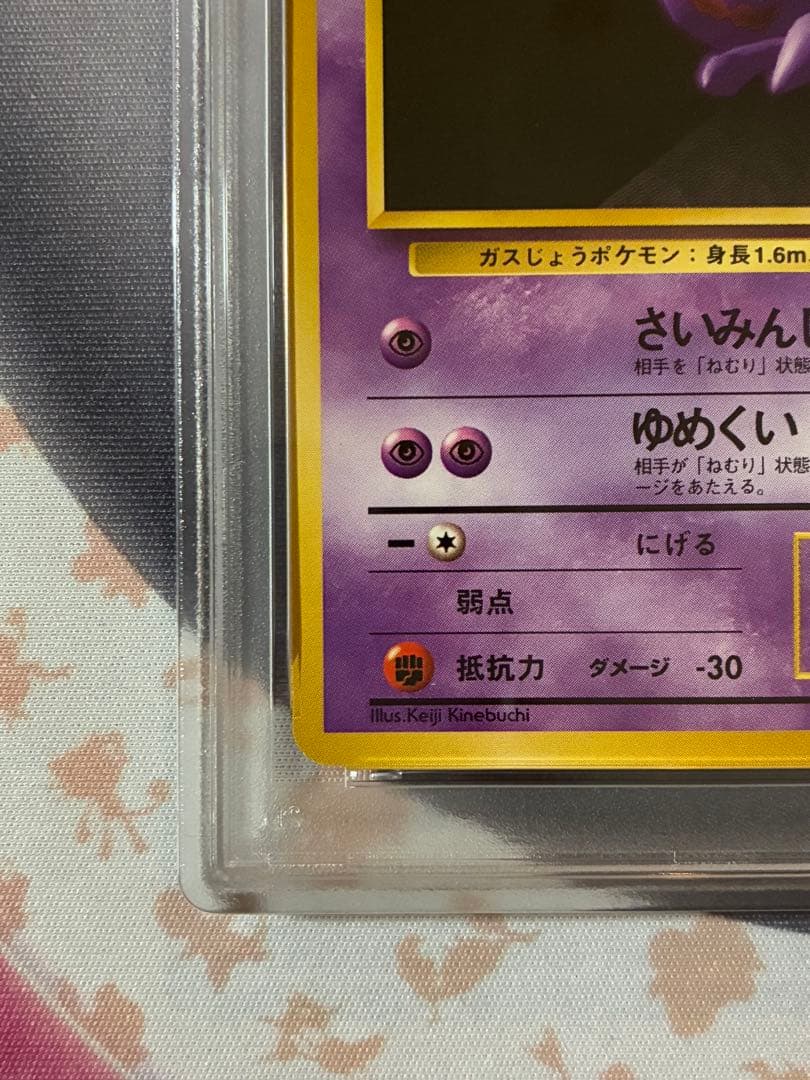 ガスじょうポケモン：身長1.6m
さいみん
相手を「ねむり」状態
ゆめくい
相手が「ねむり」状態
ージをあたえる。
にげる
弱点
抵抗力 ダメージ -30
Illus.Keiji Kinebuchi